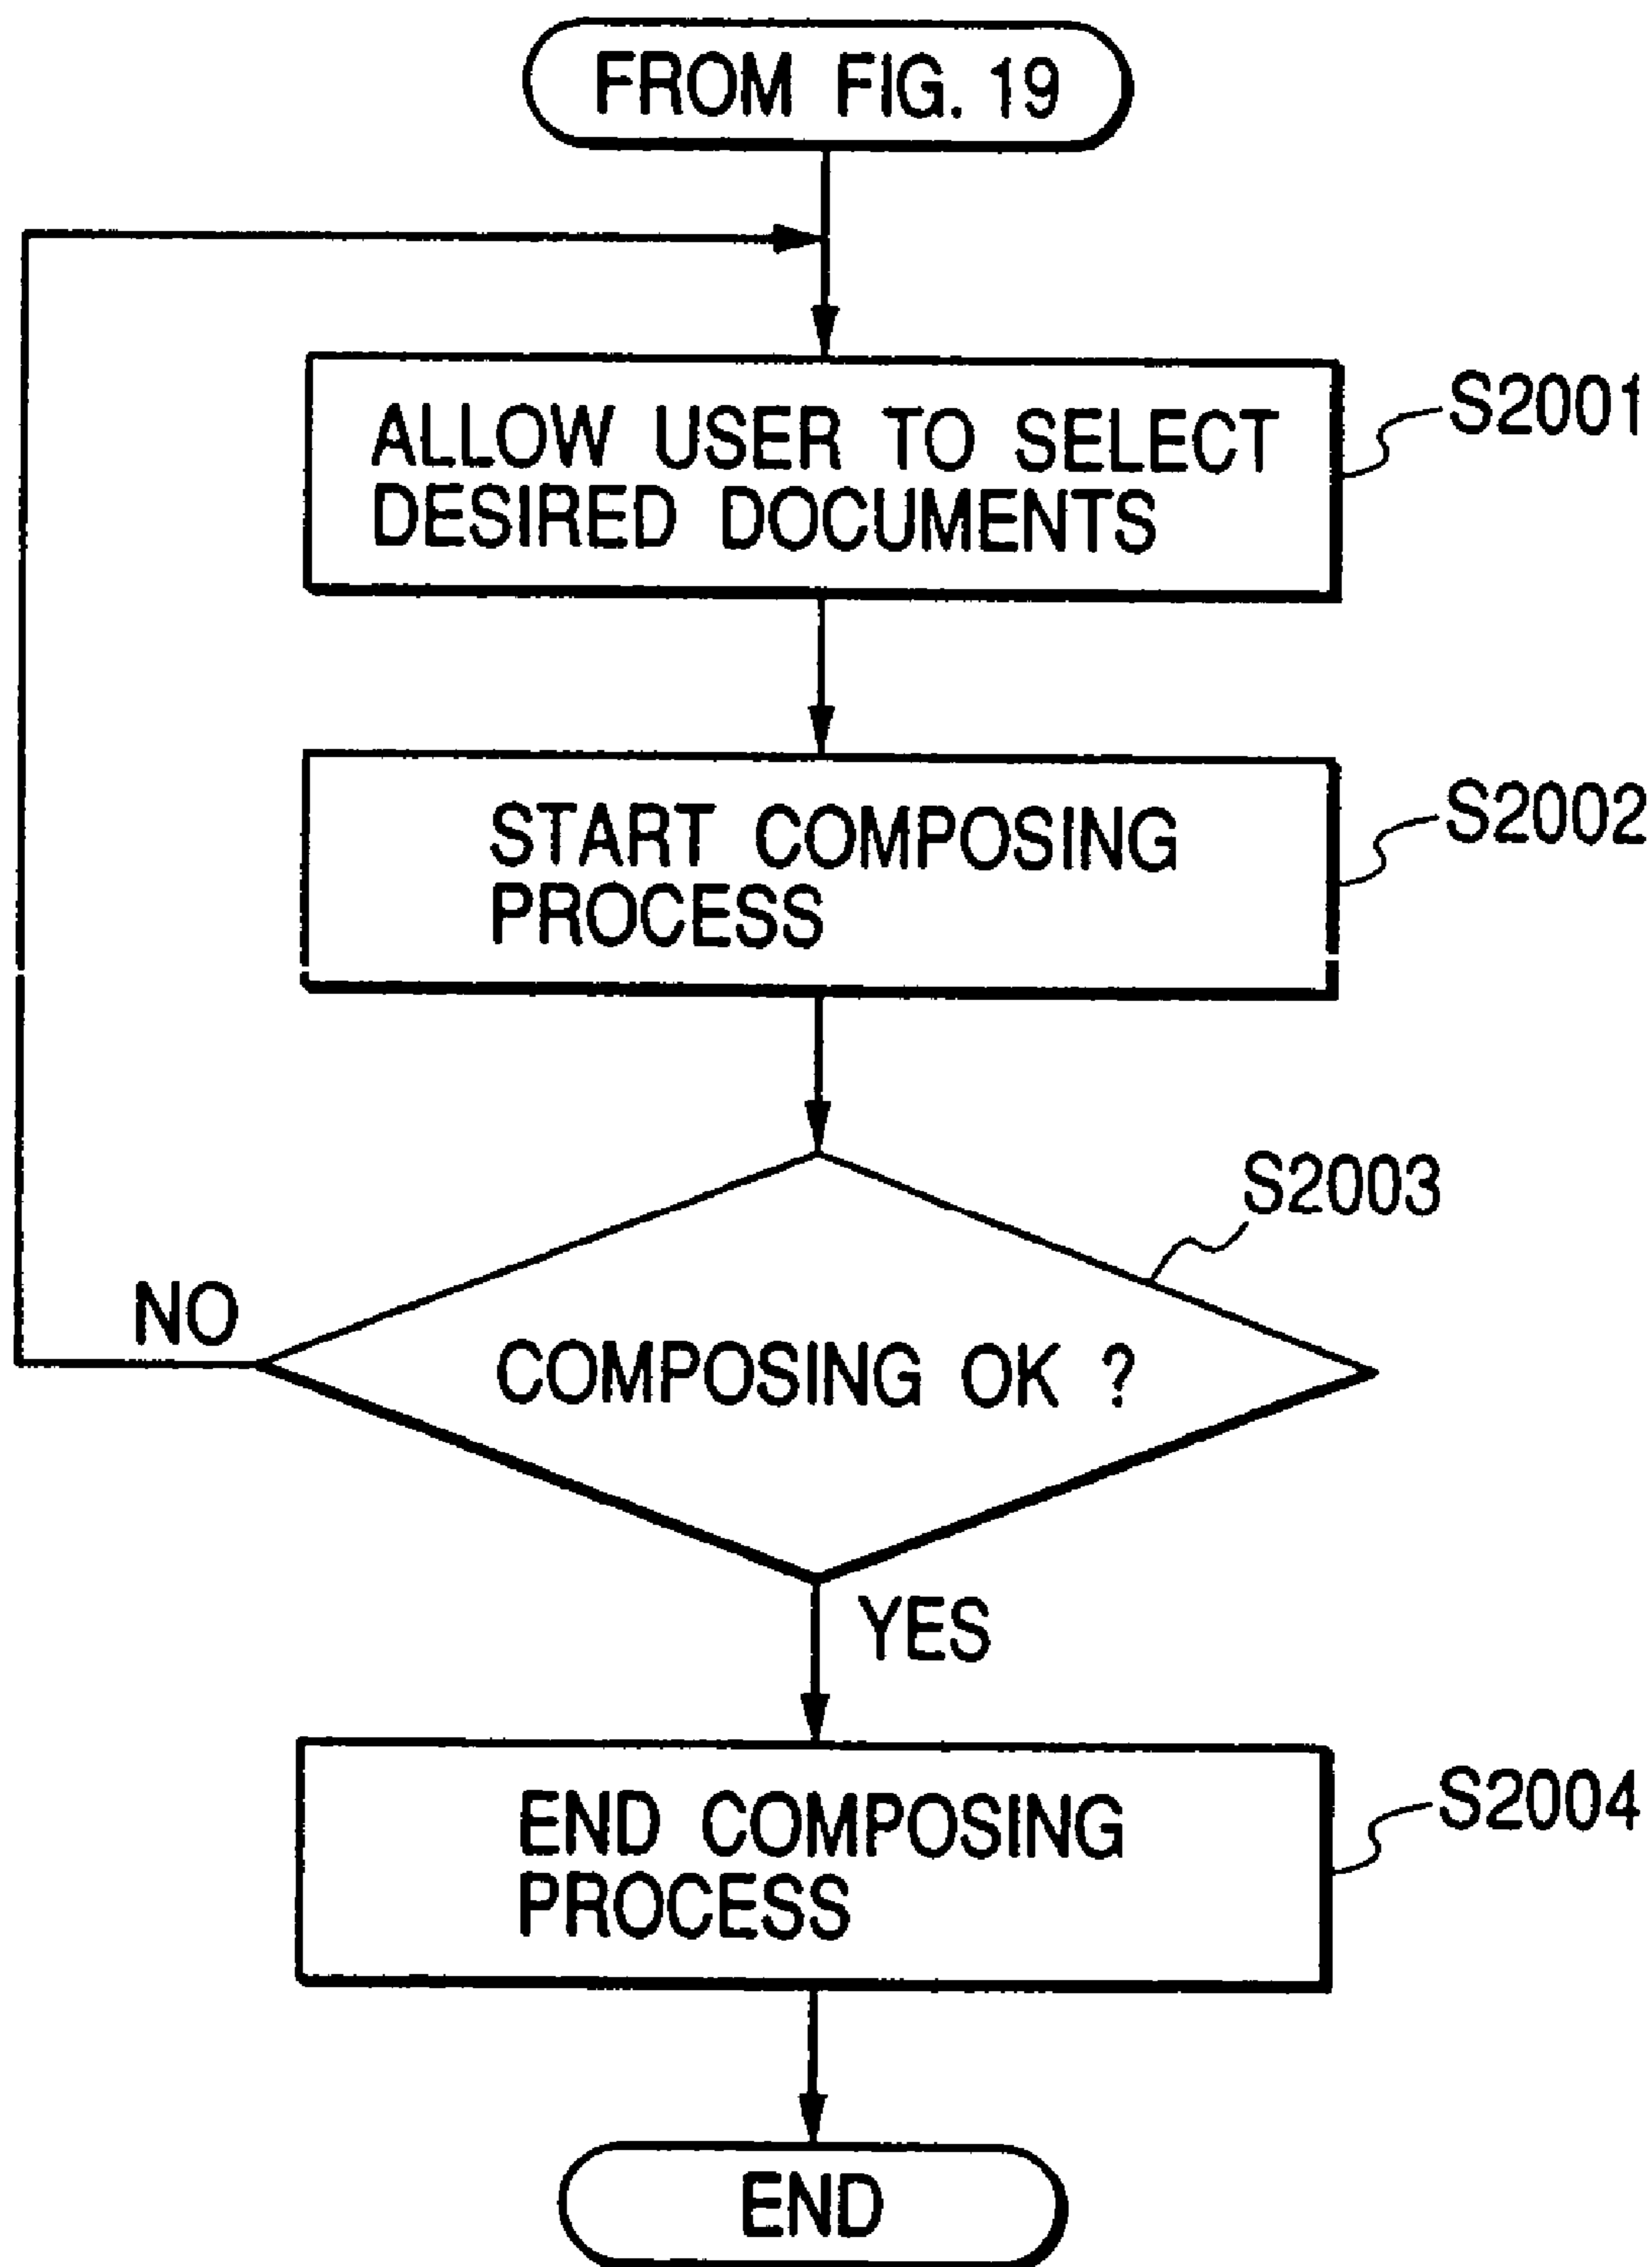 FROM FIG. 19
ALLOW USER TO SELECT
DESIRED DOCUMENTS
S2001
START COMPOSING
PROCESS
S2002
S2003
NO
COMPOSING OK ?
YES
END COMPOSING
PROCESS
S2004
END